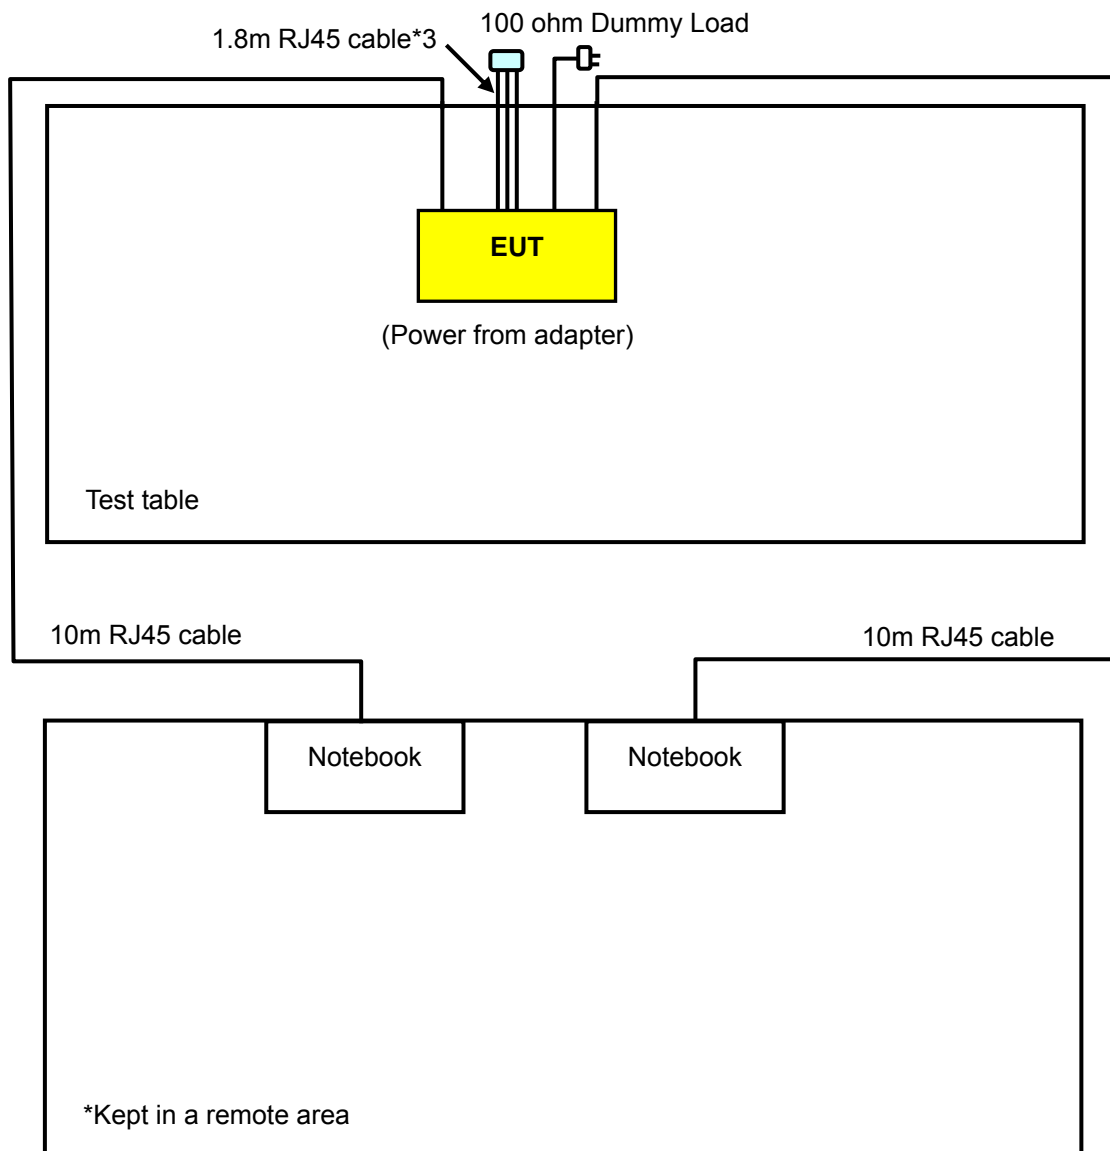 100 ohm Dummy Load
1.8m RJ45 cable*3
EUT
(Power from adapter)
Test table
10m RJ45 cable
10m RJ45 cable
Notebook
Notebook
*Kept in a remote area